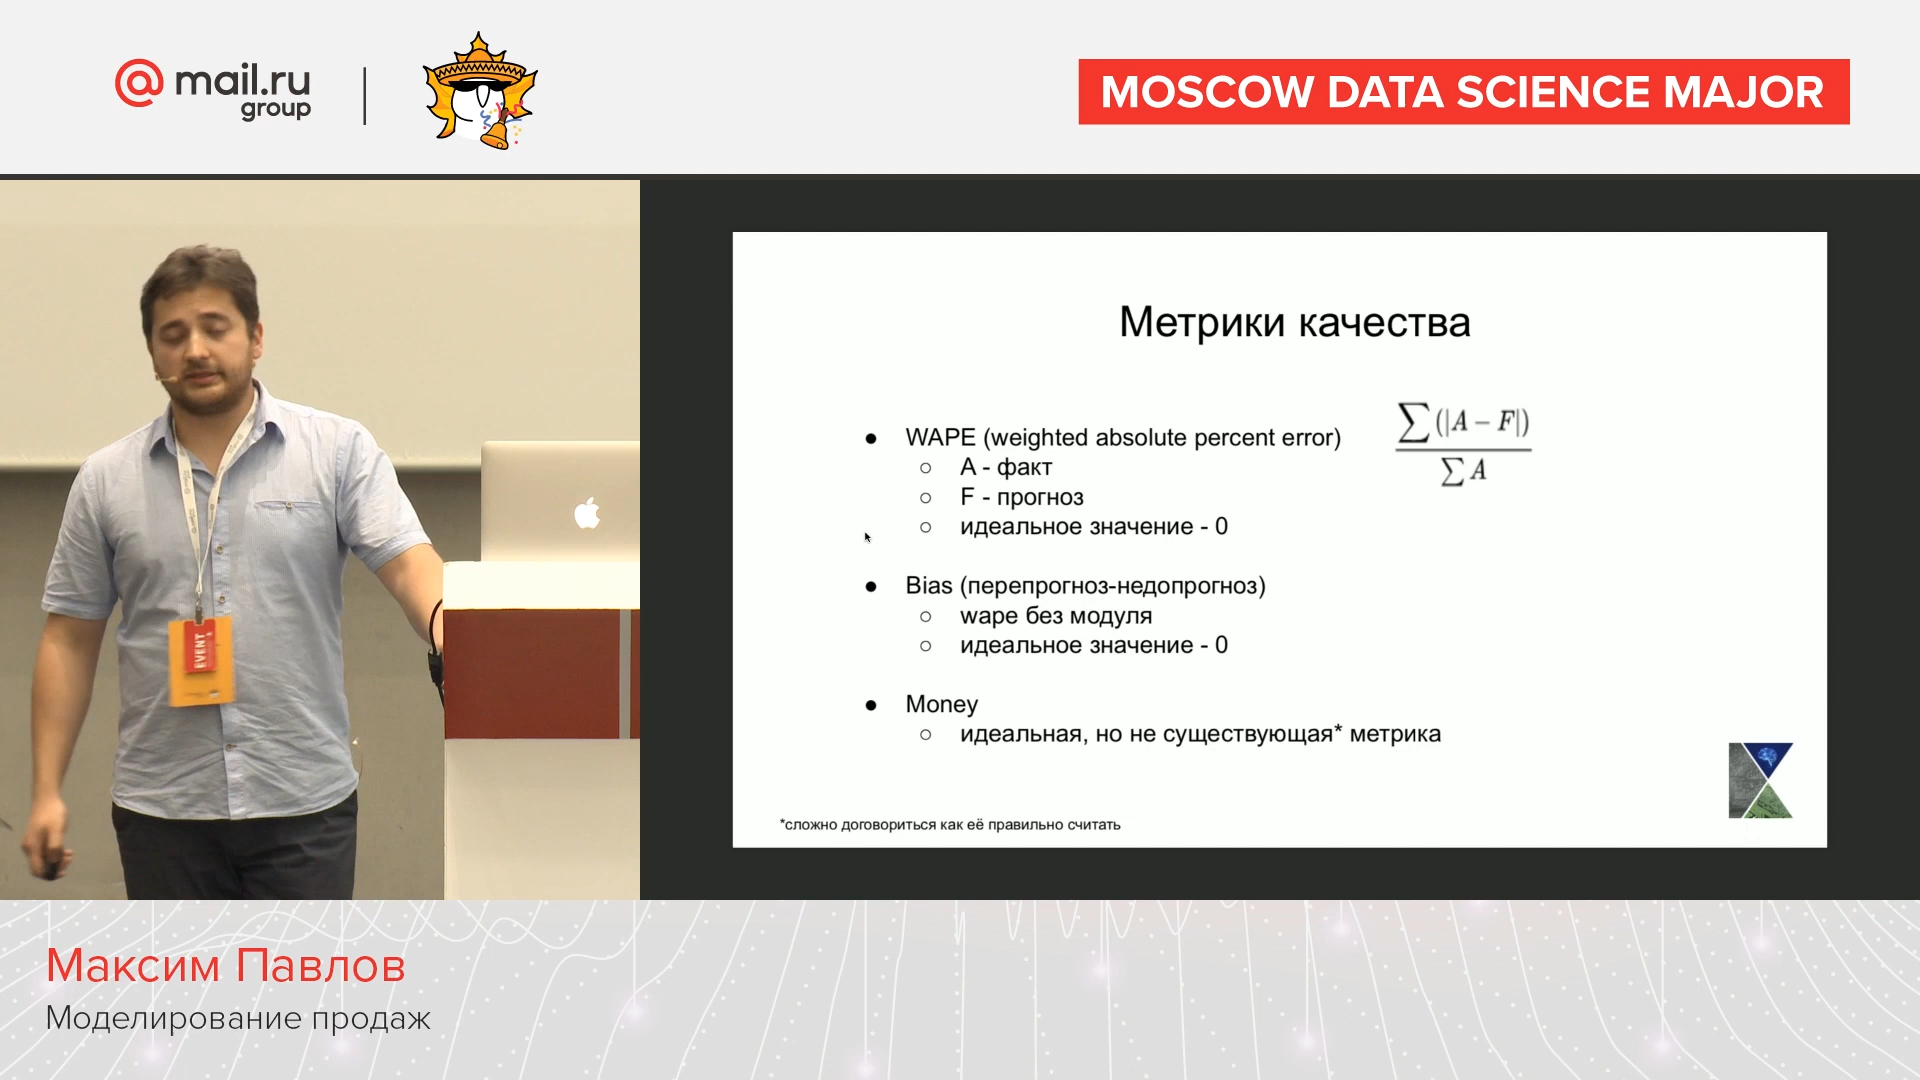 @ mail.ru
group
MOSCOW DATA SCIENCE MAJOR
EVENT
Метрики качества
● WAPE (weighted absolute percent error)
∑(|A − F|)
∑A
○ A - факт
○ F - прогноз
○ идеальное значение - 0
● Bias (перепрогноз-недопрогноз)
○ wape без модуля
○ идеальное значение - 0
● Money
○ идеальная, но не существующая* метрика
*сложно договориться как её правильно считать
Максим Павлов
Моделирование продаж